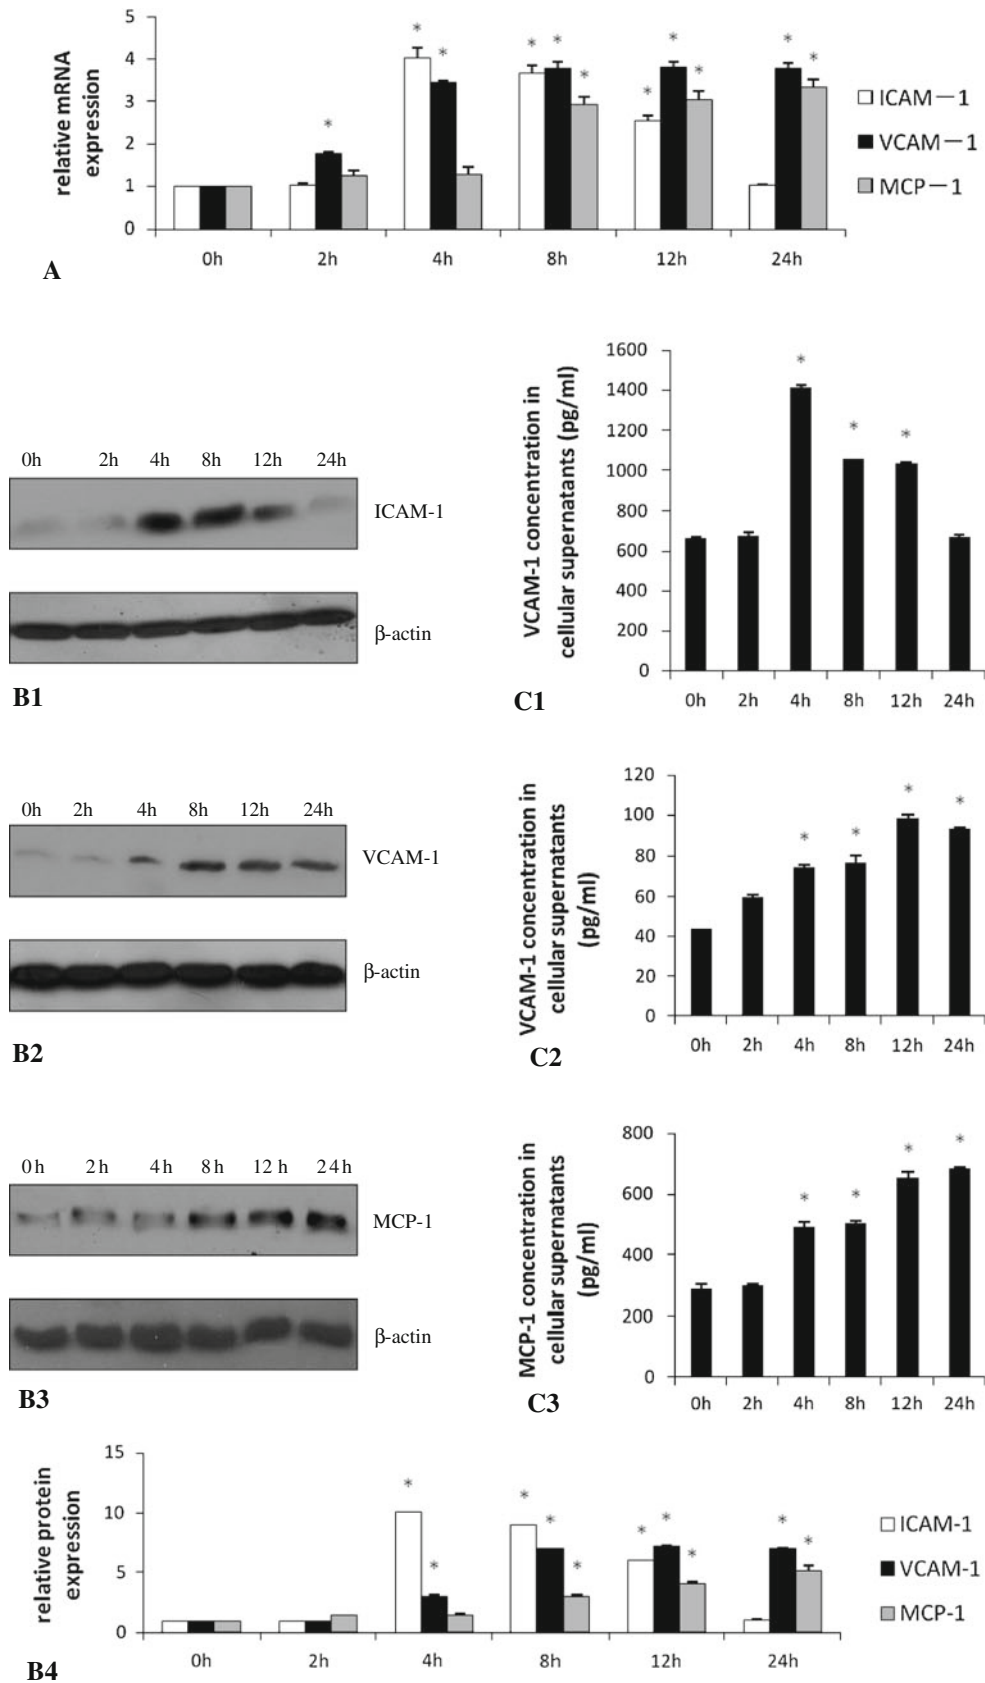 relative mRNA
expression
5
4
3
2
1
0
* * * * * * * * * * * *
0h 2h 4h 8h 12h 24h
ICAM—1
VCAM—1
MCP—1
A
0h 2h 4h 8h 12h 24h
ICAM-1
β-actin
B1
VCAM-1 concentration in
cellular supernatants (pg/ml)
1600
1400
1200
1000
800
600
400
200
0
* * *
0h 2h 4h 8h 12h 24h
C1
0h 2h 4h 8h 12h 24h
VCAM-1
β-actin
B2
VCAM-1 concentration in
cellular supernatants
(pg/ml)
120
100
80
60
40
20
0
* * * *
0h 2h 4h 8h 12h 24h
C2
0h 2h 4h 8h 12h 24h
MCP-1
β-actin
B3
MCP-1 concentration in
cellular supernatants
(pg/ml)
800
600
400
200
0
* * * *
0h 2h 4h 8h 12h 24h
C3
relative protein
expression
15
10
5
0
* * * * * * * * * *
0h 2h 4h 8h 12h 24h
ICAM-1
VCAM-1
MCP-1
B4